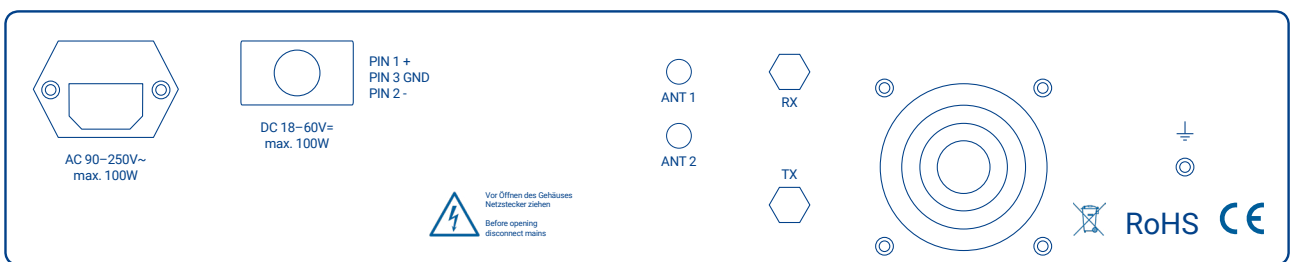 AC 90–250V~
max. 100W
DC 18–60V=
max. 100W
PIN 1 +
PIN 3 GND
PIN 2 -
ANT 1
ANT 2
RX
TX
Vor Öffnen des Gehäuses
Netzstecker ziehen
Before opening
disconnect mains
RoHS CE